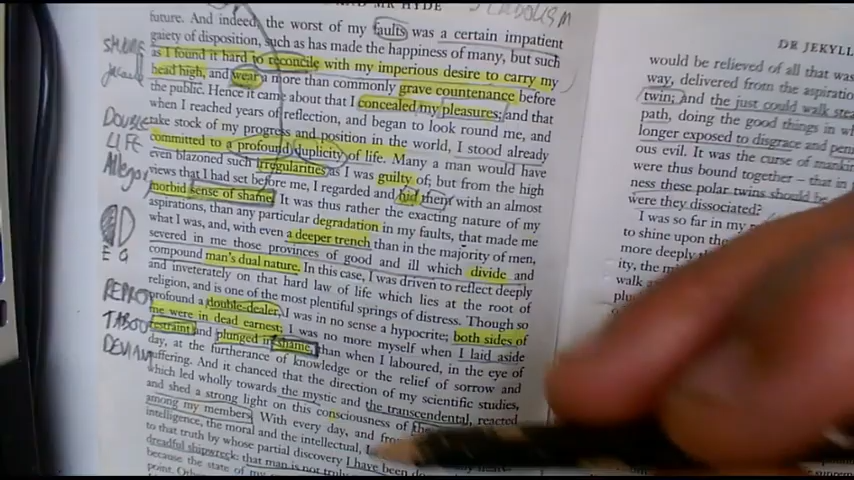 MR HYDE
SYMBOLISM
DR JEKYLL
future. And indeed, the worst of my faults was a certain impatient
gaiety of disposition, such as has made the happiness of many, but such
as I found it hard to reconcile with my imperious desire to carry my
head high, and wear a more than commonly grave countenance before
the public. Hence it came about that I concealed my pleasures; and that
when I reached years of reflection, and began to look round me, and
take stock of my progress and position in the world, I stood already
committed to a profound duplicity of life. Many a man would have
even blazoned such irregularities as I was guilty of; but from the high
views that I had set before me, I regarded and hid them with an almost
morbid sense of shame. It was thus rather the exacting nature of my
aspirations, than any particular degradation in my faults, that made me
what I was, and, with even a deeper trench than in the majority of men,
severed in me those provinces of good and ill which divide and
compound man's dual nature. In this case, I was driven to reflect deeply
and inveterately on that hard law of life which lies at the root of
religion, and is one of the most plentiful springs of distress. Though so
profound a double-dealer, I was in no sense a hypocrite; both sides of
me were in dead earnest; I was no more myself when I laid aside
restraint and plunged in shame, than when I laboured, in the eye of
day, at the furtherance of knowledge or the relief of sorrow and
suffering. And it chanced that the direction of my scientific studies,
which led wholly towards the mystic and the transcendental, reacted
and shed a strong light on this consciousness of the
among my members. With every day, and from
intelligence, the moral and the intellectual, I
to that truth by whose partial discovery I have been
dreadful shipwreck: that man is not truly
because the state of my
point.
DOUBLE
LIFE
Allegory
E G
TABOO
DEVIANT
would be relieved of all that was
way, delivered from the aspiration
twin; and the just could walk
path, doing the good things in
longer exposed to disgrace and
ous evil. It was the curse of mankin
were thus bound together – that in
ness these polar twins should be
were they dissociated?
I was so far in my
to shine upon the
more deeply
ity, the
walk